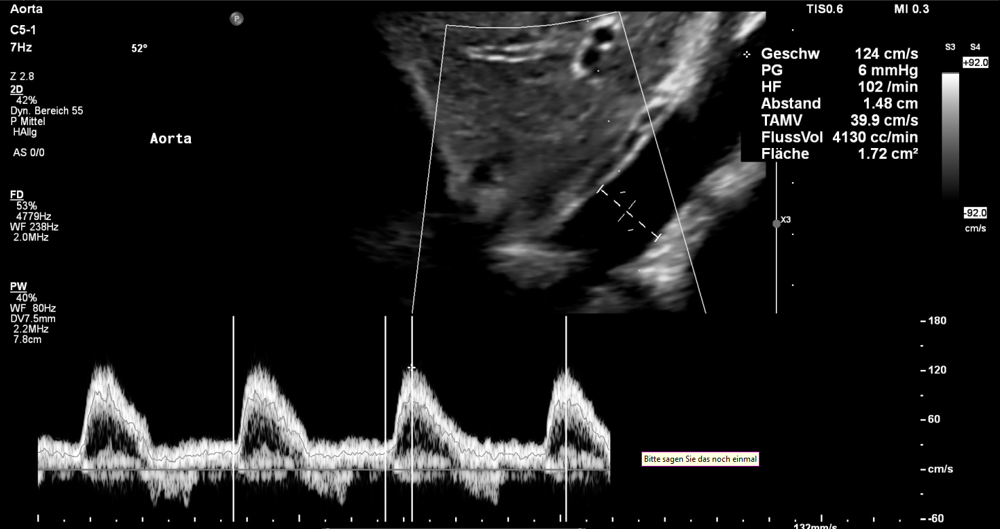 Aorta
TIS0.6 MI 0.3
C5-1
7Hz
52°
P
Z 2.8
2D
42%
Dyn. Bereich 55
P Mittel
HAllg
AS 0/0
Aorta
FD
53%
4779Hz
WF 238Hz
2.0MHz
PW
40%
WF 80Hz
DV7.5mm
2.2MHz
7.8cm
Geschw 124 cm/s
PG 6 mmHg
HF 102 /min
Abstand 1.48 cm
TAMV 39.9 cm/s
FlussVol 4130 cc/min
Fläche 1.72 cm²
S3 S4
+92.0
-92.0
cm/s
X3
180
120
60
cm/s
-60
Bitte sagen Sie das noch einmal
132mm/s